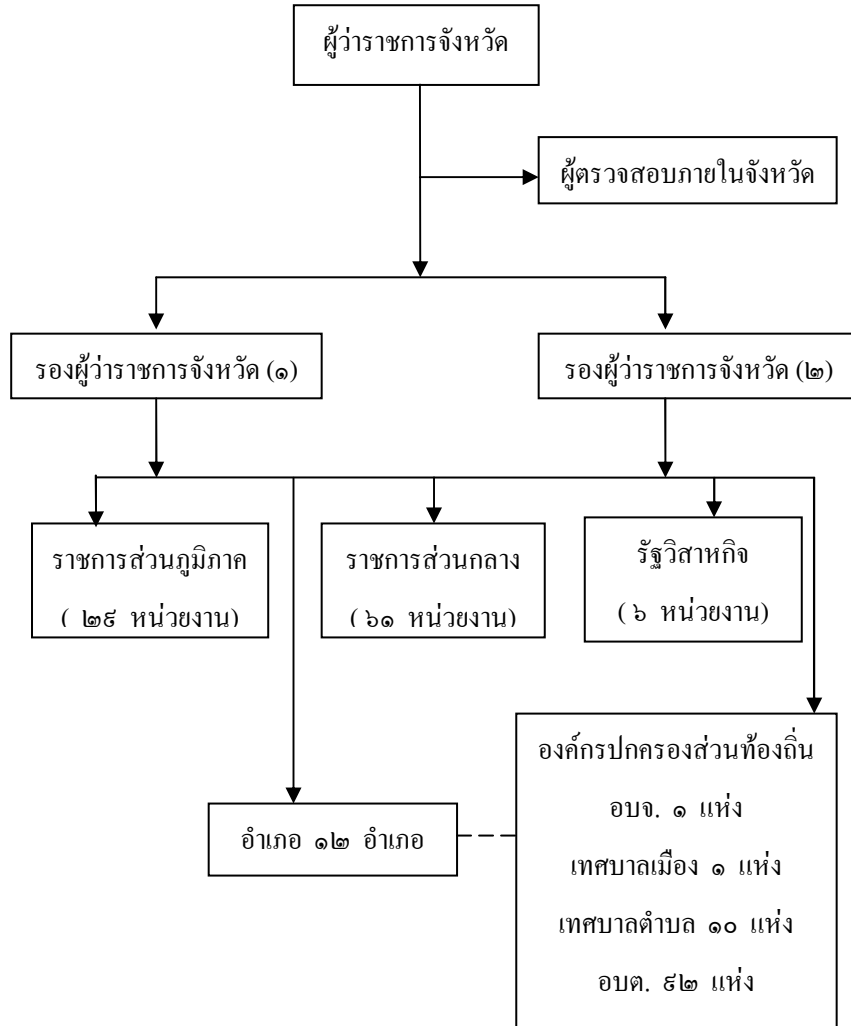 ผู้ว่าราชการจังหวัด
ผู้ตรวจสอบภายในจังหวัด
รองผู้ว่าราชการจังหวัด (๑)
รองผู้ว่าราชการจังหวัด (๒)
ราชการส่วนภูมิภาค
( ๒๙ หน่วยงาน)
ราชการส่วนกลาง
( ๖๑ หน่วยงาน)
รัฐวิสาหกิจ
( ๖ หน่วยงาน)
อำเภอ ๑๒ อำเภอ
องค์กรปกครองส่วนท้องถิ่น
อบจ. ๑ แห่ง
เทศบาลเมือง ๑ แห่ง
เทศบาลตำบล ๑๐ แห่ง
อบต. ๙๒ แห่ง